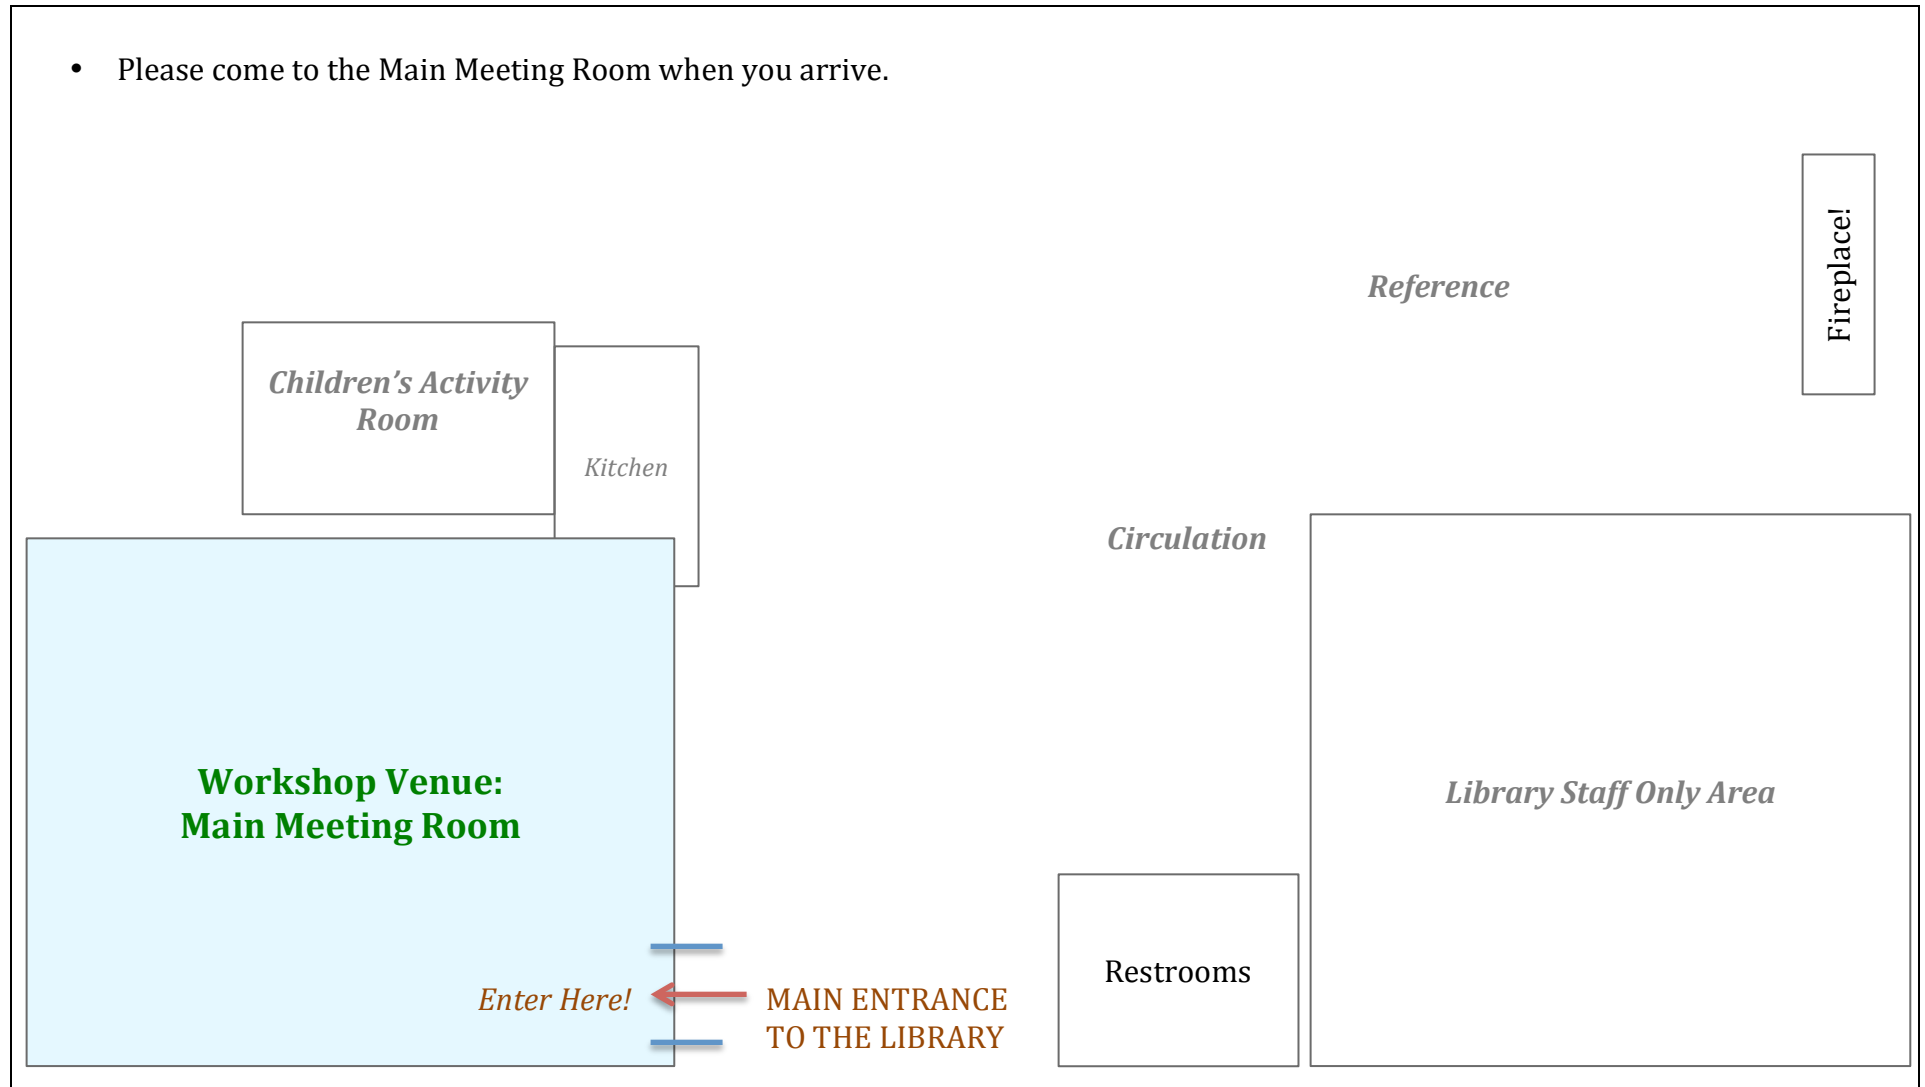 • Please come to the Main Meeting Room when you arrive.
Fireplace!
Reference
Children’s Activity
Room
Kitchen
Circulation
Workshop Venue:
Main Meeting Room
Library Staff Only Area
Restrooms
Enter Here!
MAIN ENTRANCE
TO THE LIBRARY